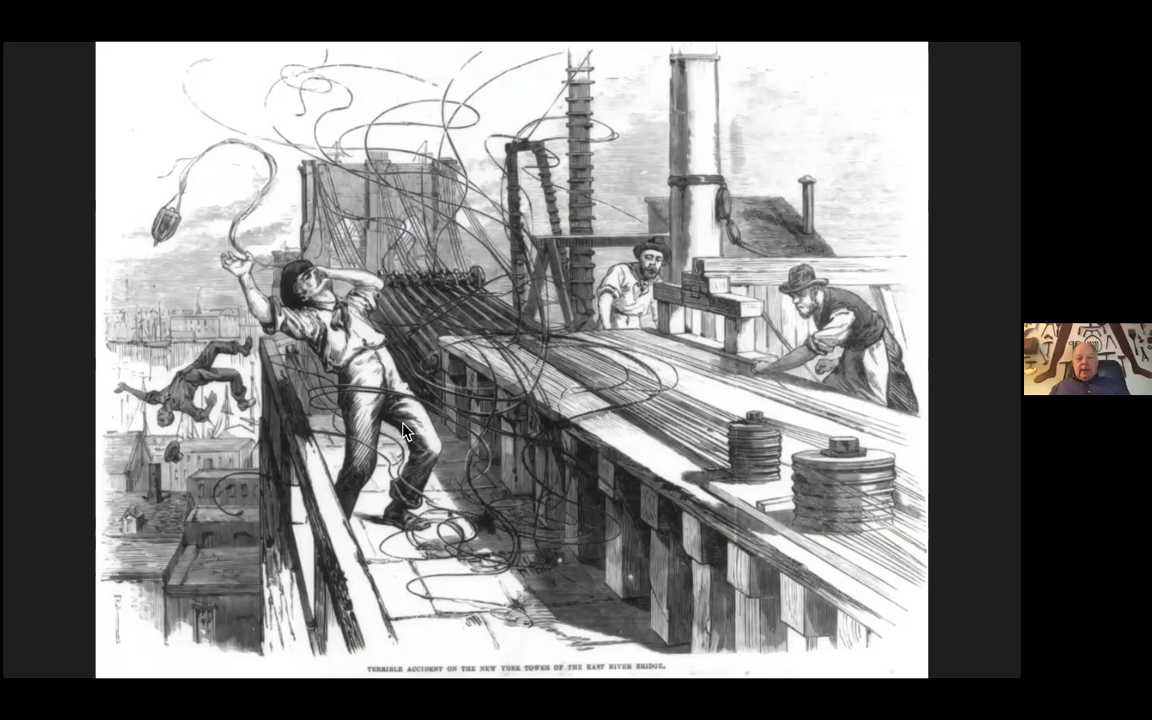 TERRIBLE ACCIDENT ON THE NEW YORK TOWER OF THE EAST RIVER BRIDGE.